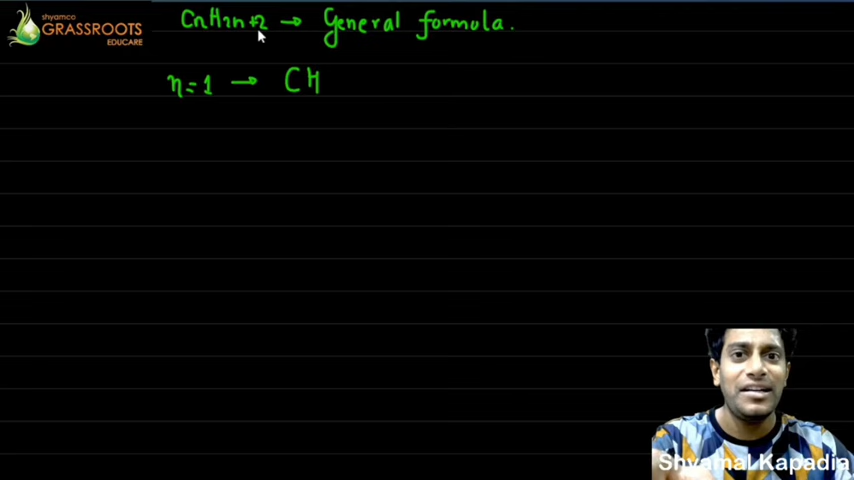 shyamco
GRASSROOTS
EDUCARE
CnH2n+2 → General formula.
n=1 → CH
Shyamal Kapadia